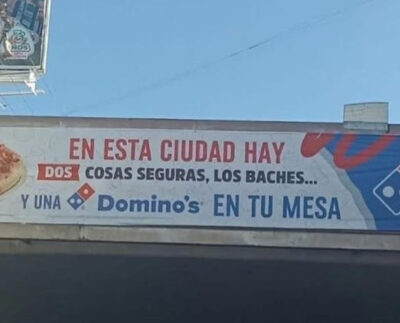 EN ESTA CIUDAD HAY
DOS COSAS SEGURAS, LOS BACHES...
Y UNA Domino's EN TU MESA